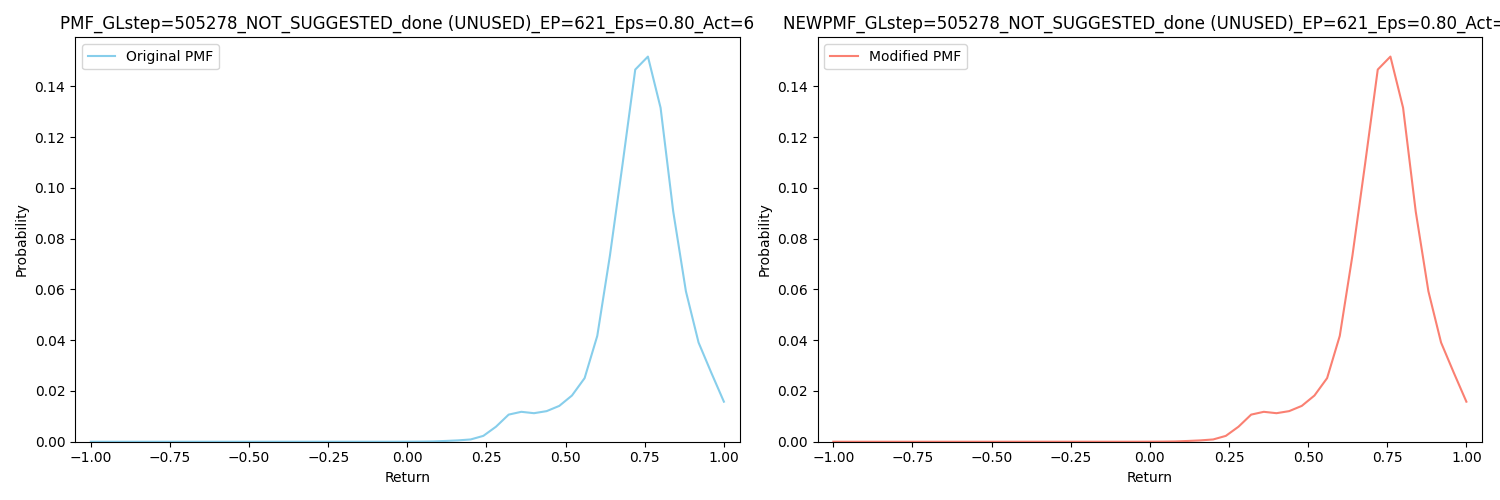 PMF_GLstep=505278_NOT_SUGGESTED_done (UNUSED)_EP=621_Eps=0.80_Act=6
Original PMF
0.14
0.12
0.10
0.08
0.06
0.04
0.02
0.00
Probability
−1.00 −0.75 −0.50 −0.25 0.00 0.25 0.50 0.75 1.00
Return
NEWPMF_GLstep=505278_NOT_SUGGESTED_done (UNUSED)_EP=621_Eps=0.80_Act=
Modified PMF
0.14
0.12
0.10
0.08
0.06
0.04
0.02
0.00
Probability
−1.00 −0.75 −0.50 −0.25 0.00 0.25 0.50 0.75 1.00
Return